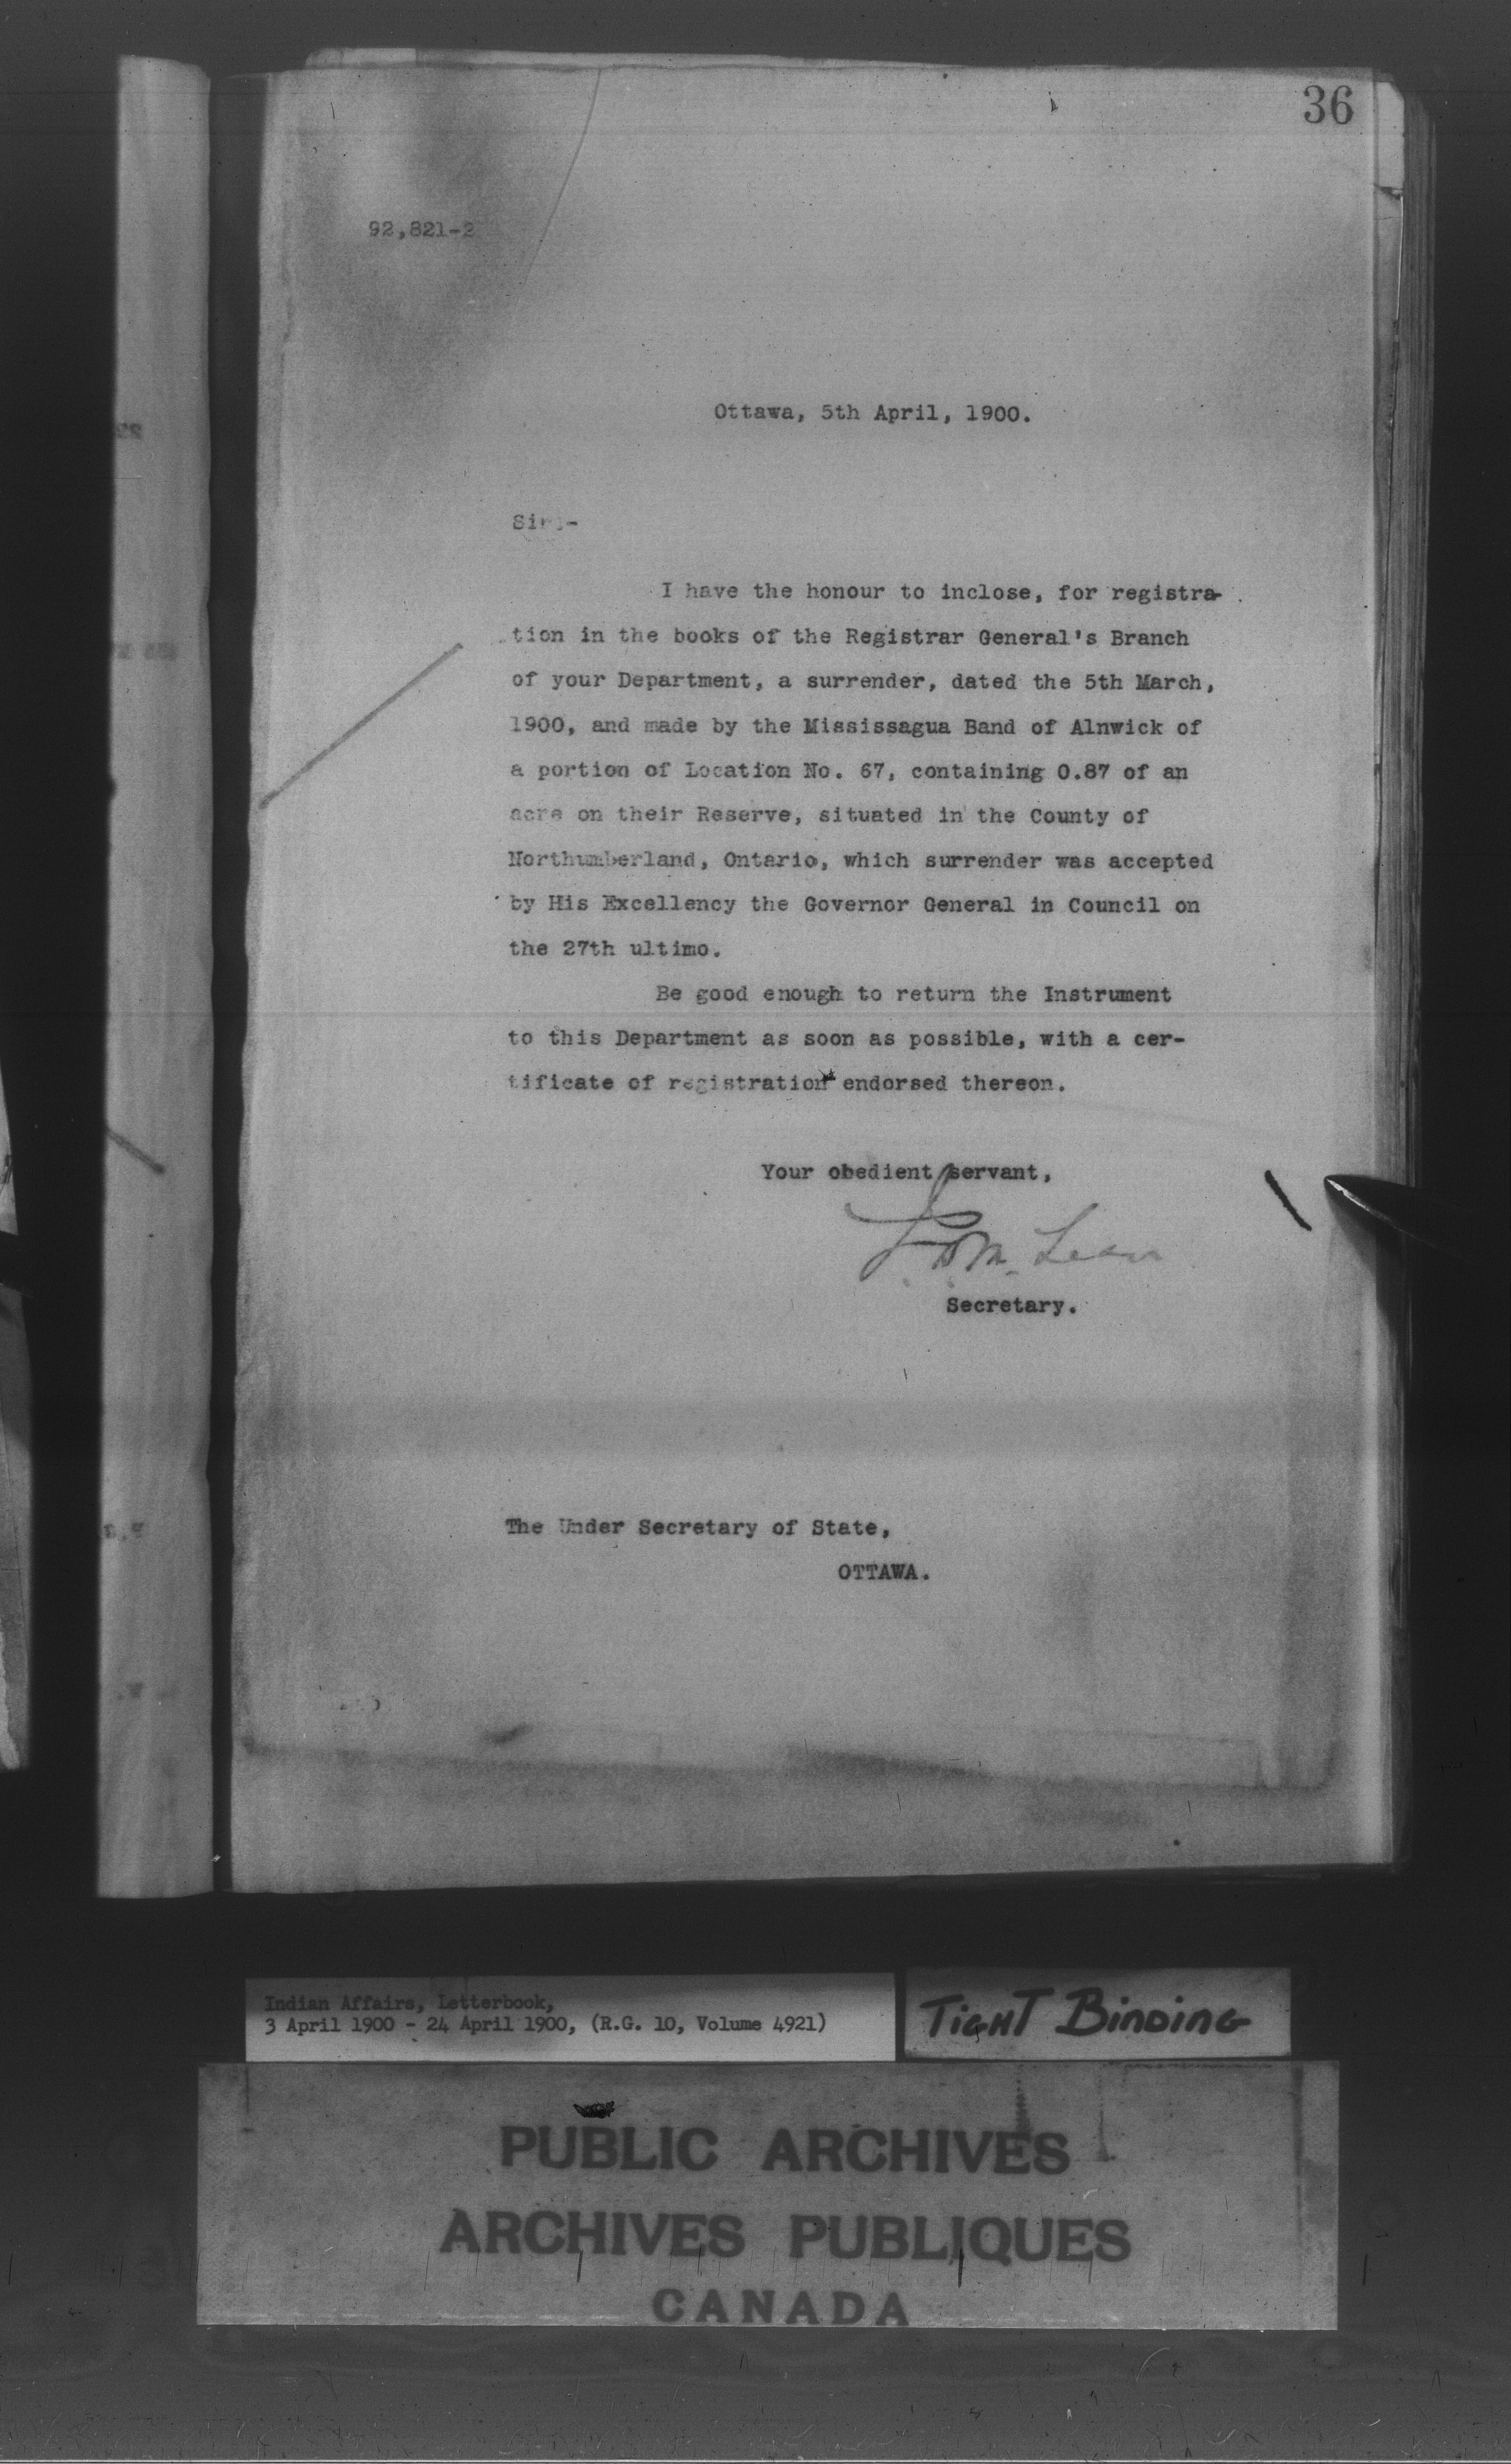 36
92,821-2
Ottawa, 5th April, 1900.
Sir:-
I have the honour to inclose, for registra-
tion in the books of the Registrar General's Branch
of your Department, a surrender, dated the 5th March,
1900, and made by the Mississagua Band of Alnwick of
a portion of Location No. 67, containing 0.87 of an
acre on their Reserve, situated in the County of
Northumberland, Ontario, which surrender was accepted
by His Excellency the Governor General in Council on
the 27th ultimo.
Be good enough to return the Instrument
to this Department as soon as possible, with a cer-
tificate of registration endorsed thereon.
Your obedient servant,
McLean
Secretary.
The Under Secretary of State,
OTTAWA.
Indian Affairs, Letterbook,
3 April 1900 - 24 April 1900, (R.G. 10, Volume 4921)
TIGHT BINDING
PUBLIC ARCHIVES
ARCHIVES PUBLIQUES
CANADA